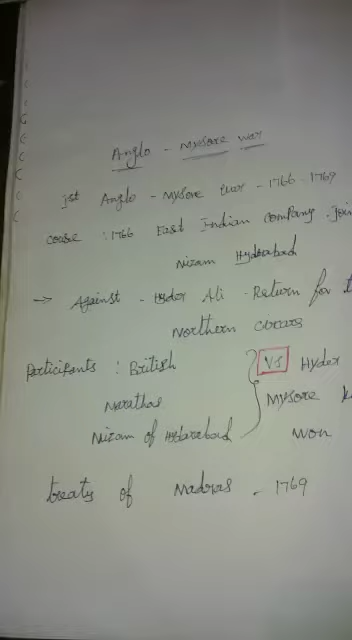 Anglo - Mysore war
1st Anglo - Mysore war - 1766 - 1769
course : 1766 East Indian company join
Nizam Hyderabad
→ Against - Hyder Ali - Return for t
Northern circars
Participants : British
Marathas
Nizam of Hyderabad
VS Hyder
Mysore k
won
treaty of Madras - 1769